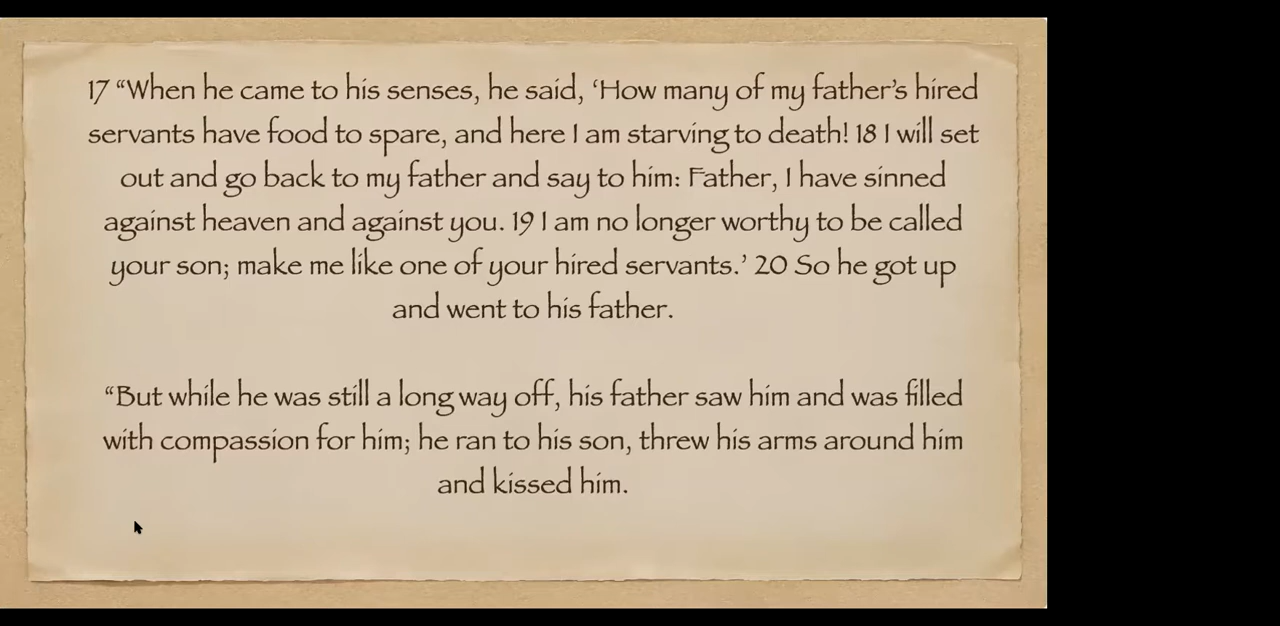 17 “When he came to his senses, he said, ‘How many of my father’s hired
servants have food to spare, and here I am starving to death! 18 I will set
out and go back to my father and say to him: Father, I have sinned
against heaven and against you. 19 I am no longer worthy to be called
your son; make me like one of your hired servants.’ 20 So he got up
and went to his father.
“But while he was still a long way off, his father saw him and was filled
with compassion for him; he ran to his son, threw his arms around him
and kissed him.